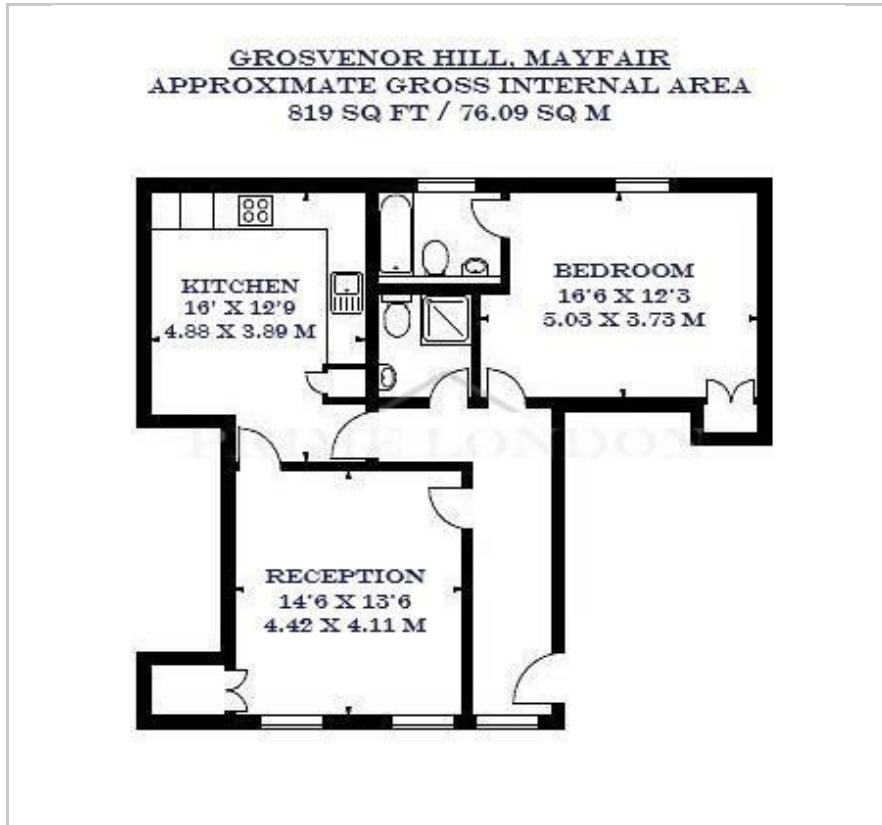 GROSVENOR HILL, MAYFAIR
APPROXIMATE GROSS INTERNAL AREA
819 SQ FT / 76.09 SQ M
KITCHEN
16' X 12'9
4.88 X 3.89 M
BEDROOM
16'6 X 12'3
5.03 X 3.73 M
PRIME LONDON
RECEPTION
14'6 X 13'6
4.42 X 4.11 M